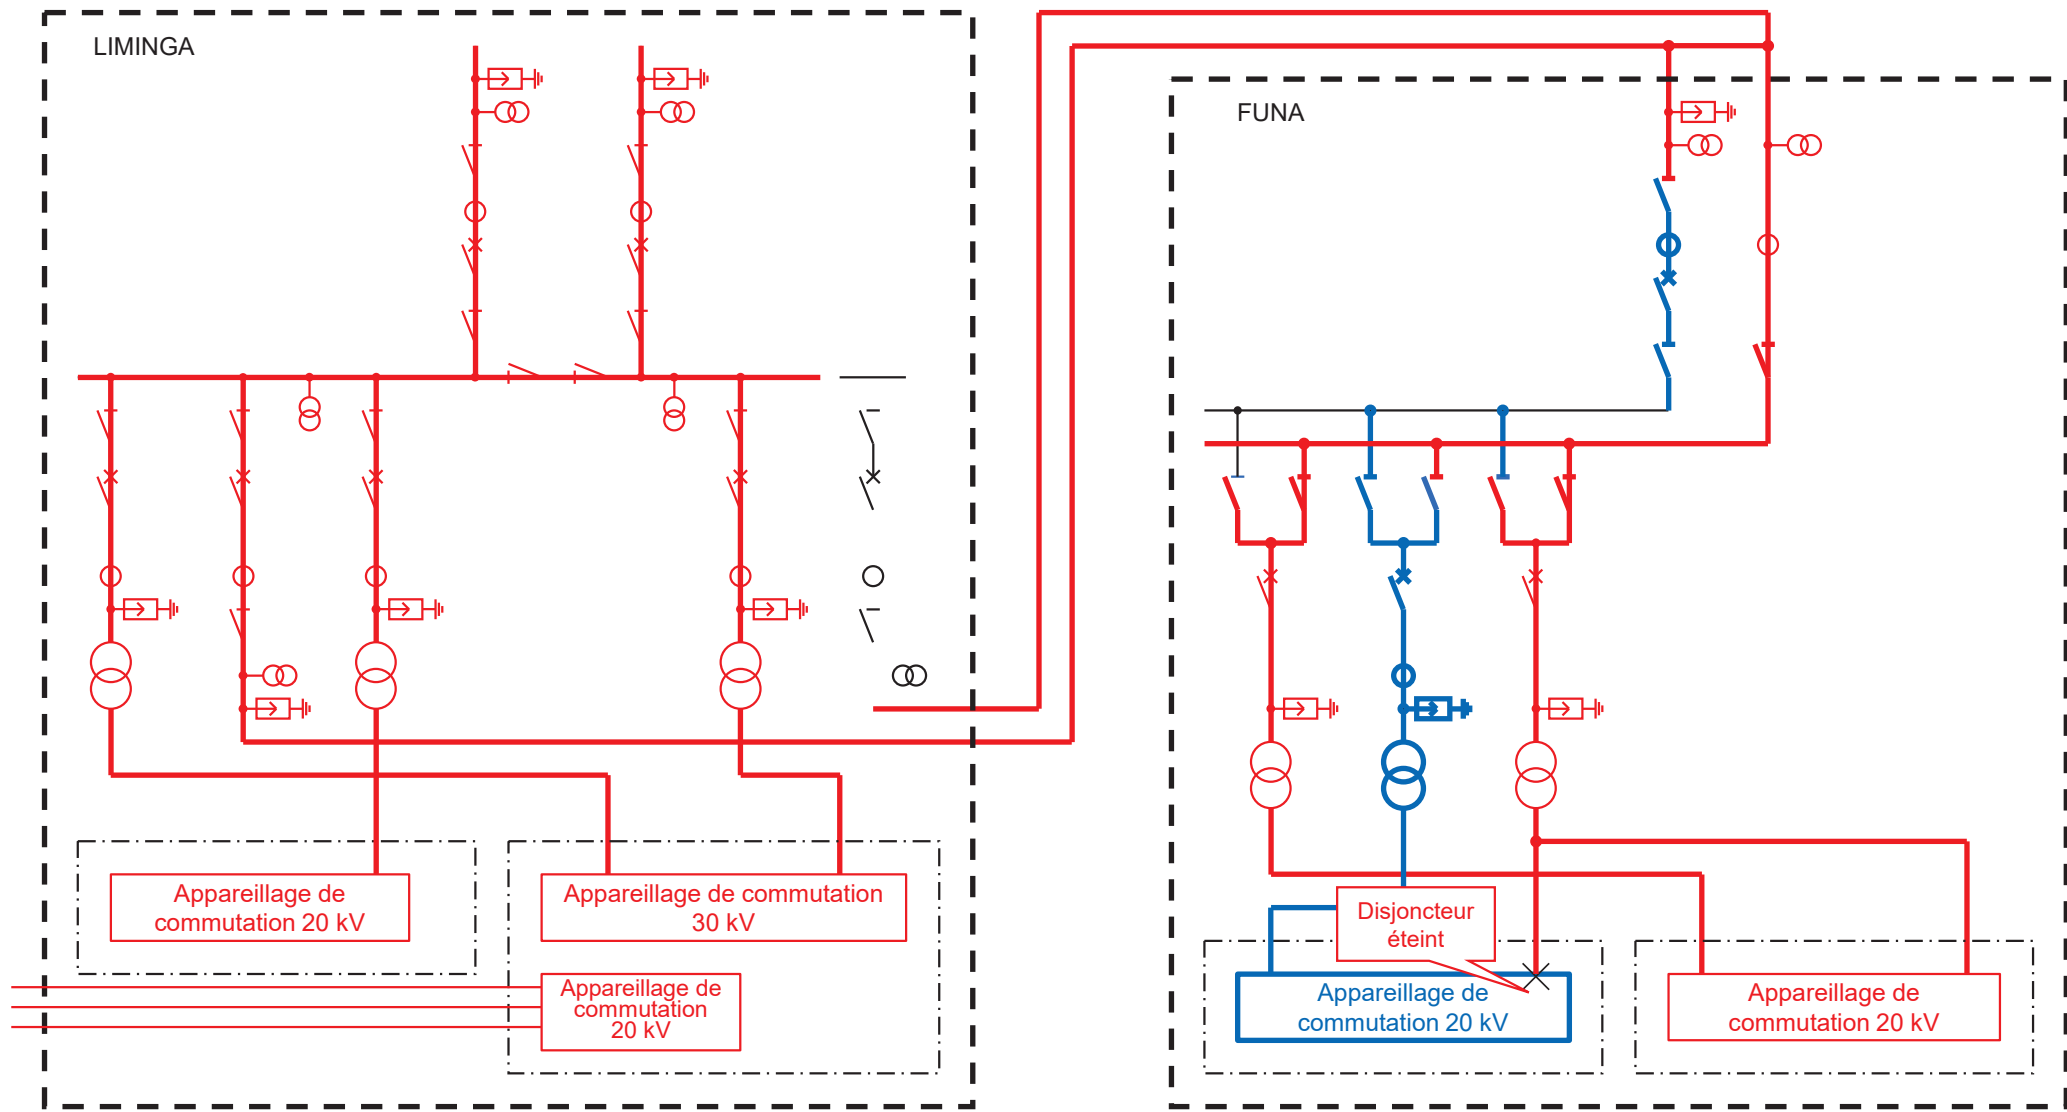 LIMINGA
FUNA
Appareillage de
commutation 20 kV
Appareillage de commutation
30 kV
Appareillage de
commutation
20 kV
Disjoncteur
éteint
Appareillage de
commutation 20 kV
Appareillage de
commutation 20 kV